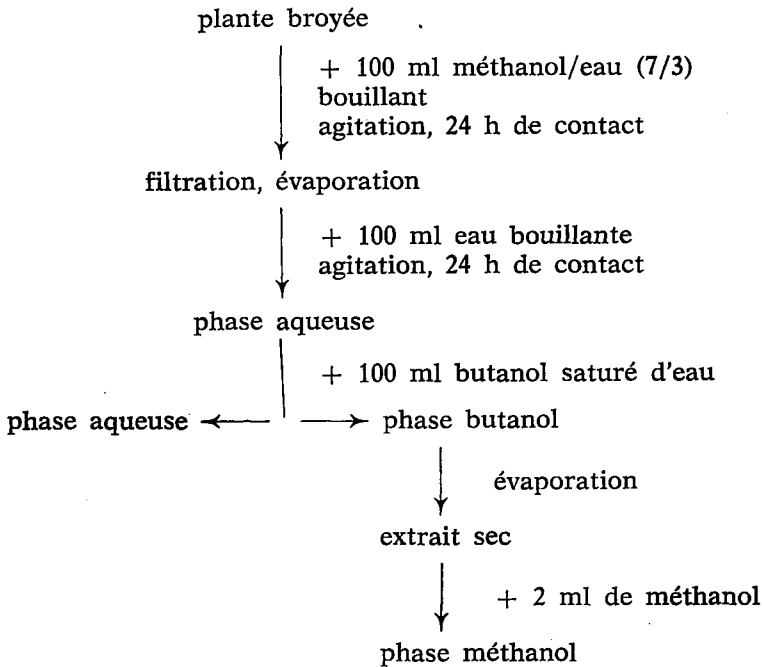 plante broyée
+ 100 ml méthanol/eau (7/3)
bouillant
agitation, 24 h de contact
filtration, évaporation
+ 100 ml eau bouillante
agitation, 24 h de contact
phase aqueuse
+ 100 ml butanol saturé d'eau
phase aqueuse
phase butanol
évaporation
extrait sec
+ 2 ml de méthanol
phase méthanol